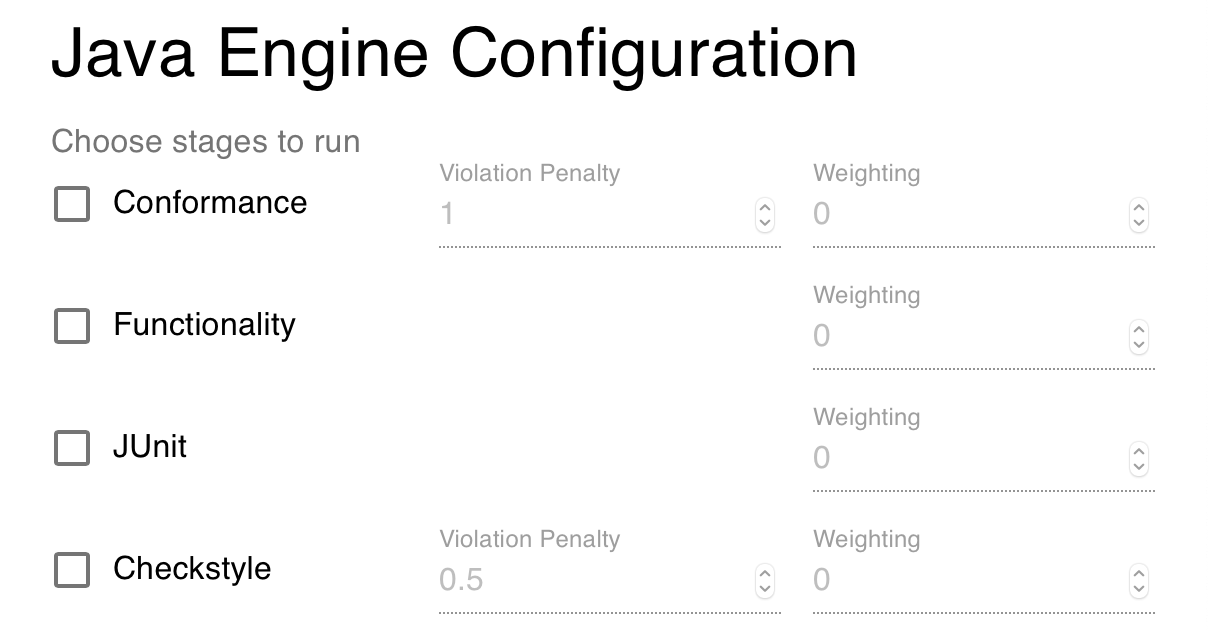 Java Engine Configuration
Choose stages to run
Conformance
Violation Penalty
1
Weighting
0
Functionality
Weighting
0
JUnit
Weighting
0
Checkstyle
Violation Penalty
0.5
Weighting
0